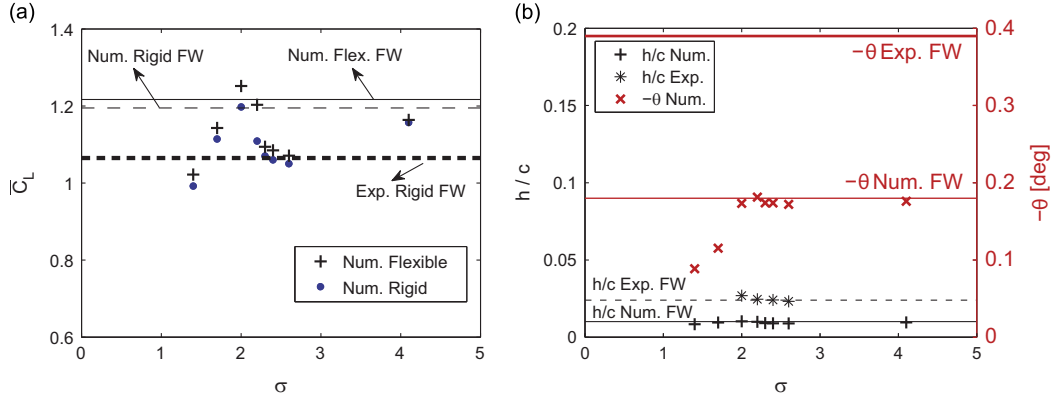 (a)
1.4
1.2
1
0.8
0.6
0
1
2
3
4
5
C̅_L
σ
Num. Rigid FW
Num. Flex. FW
Exp. Rigid FW
Num. Flexible
Num. Rigid
(b)
0.2
0.15
0.1
0.05
0
0
1
2
3
4
5
h / c
σ
h/c Num.
h/c Exp.
−θ Num.
−θ Exp. FW
−θ Num. FW
h/c Exp. FW
h/c Num. FW
0.4
0.3
0.2
0.1
0
−θ [deg]